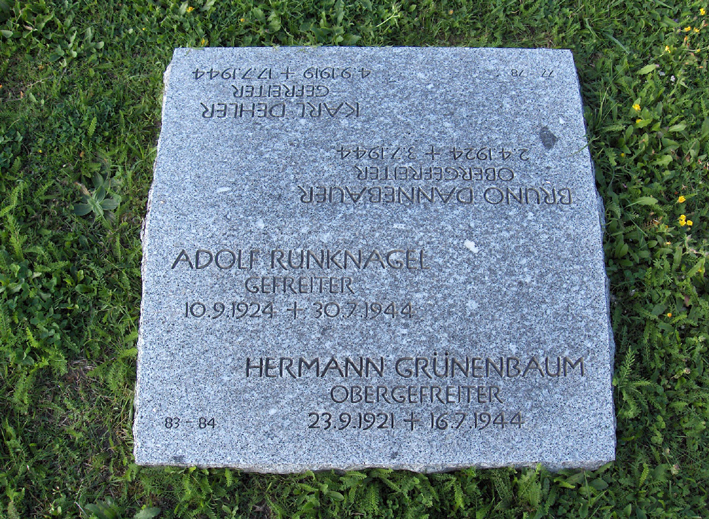 ADOLF RUNKNAGEL
GEFREITER
10.9.1924 + 30.7.1944
HERMANN GRÜNENBAUM
OBERGEFREITER
23.9.1921 + 16.7.1944
83 - 84
BRUNO DANNEBAUER
OBERGEFREITER
2.4.1924 + 3.7.1944
KARL DEHLER
GEFREITER
4.9.1919 + 17.7.1944
77 - 78